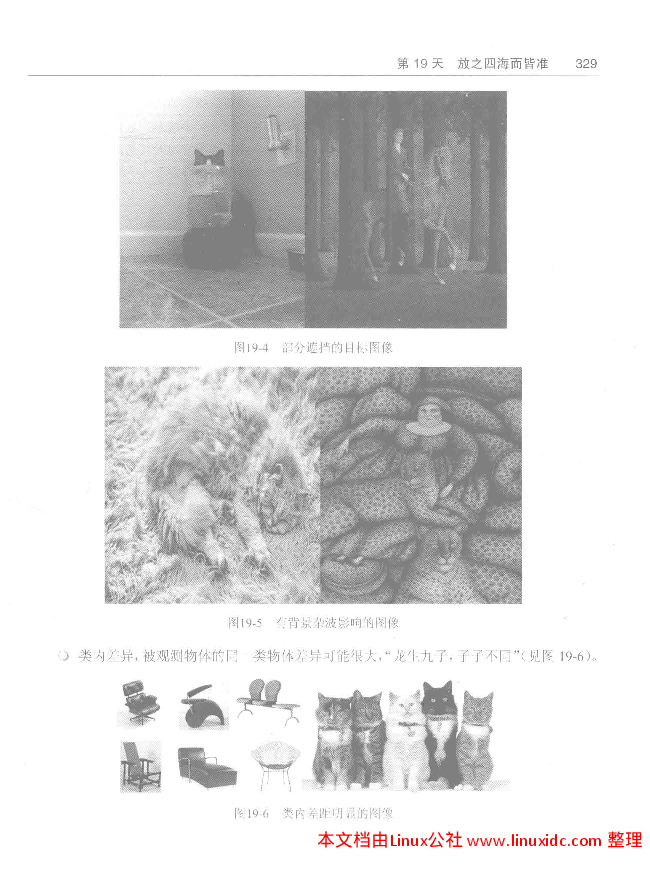 第 19 天　放之四海而皆准　329
图19-4　部分遮挡的目标图像
图19-5　有背景杂波影响的图像
类内差异，被观测物体的同一类物体差异可能很大，“龙生九子，子子不同”（见图 19-6）。
图19-6　类内差距明显的图像
本文档由Linux公社 www.linuxidc.com 整理